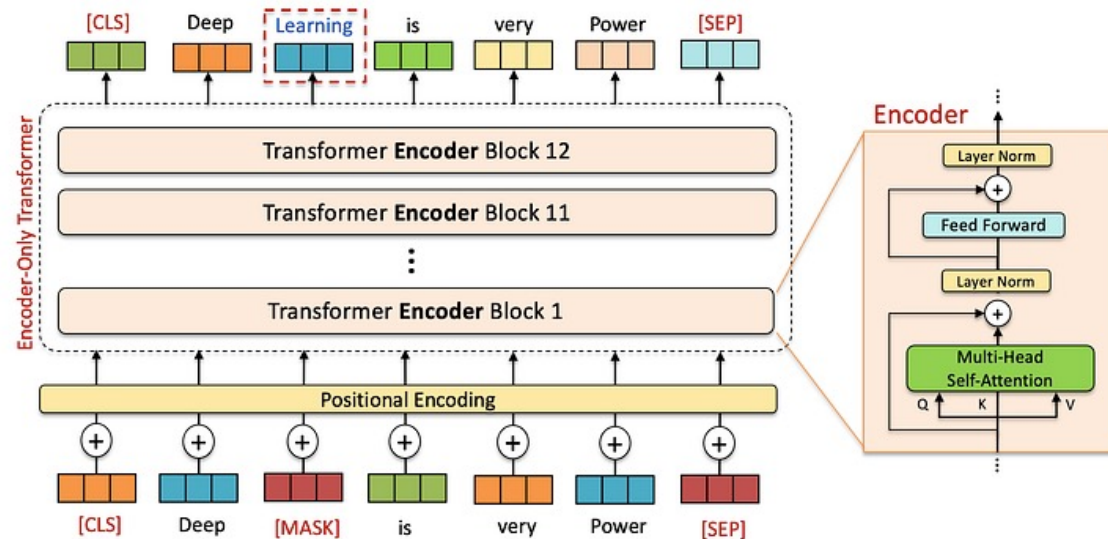 [CLS] Deep Learning is very Power [SEP]
Encoder-Only Transformer
Transformer Encoder Block 12
Transformer Encoder Block 11
⋮
Transformer Encoder Block 1
Positional Encoding
+ + + + + + +
[CLS] Deep [MASK] is very Power [SEP]
Encoder
Layer Norm
+
Feed Forward
Layer Norm
+
Multi-Head
Self-Attention
Q K V